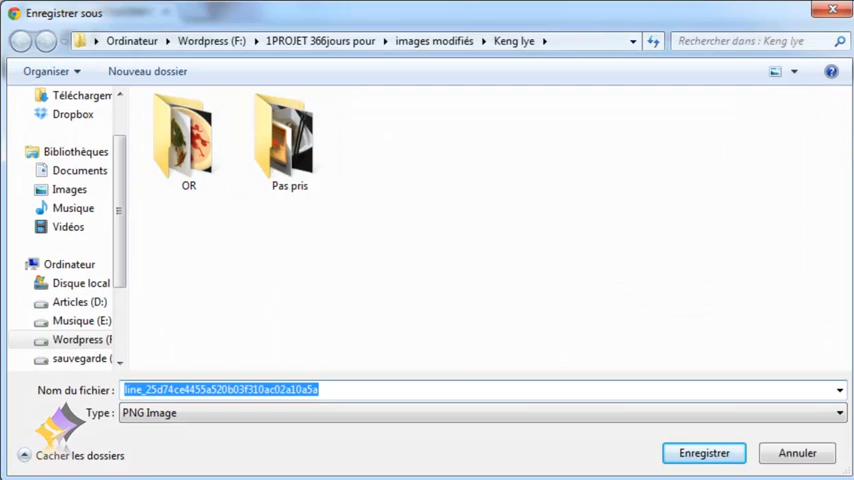 Enregistrer sous
Ordinateur Wordpress (F:) 1PROJET 366jours pour images modifiés Keng lye
Rechercher dans : Keng lye
Organiser Nouveau dossier
Téléchargem
Dropbox
Bibliothèques
Documents
Images
Musique
Vidéos
Ordinateur
Disque local
Articles (D:)
Musique (E:)
Wordpress (F
sauvegarde (
OR
Pas pris
Nom du fichier : line_25d74ce4455a520b03f310ac02a10a5a
Type : PNG Image
Cacher les dossiers
Enregistrer Annuler